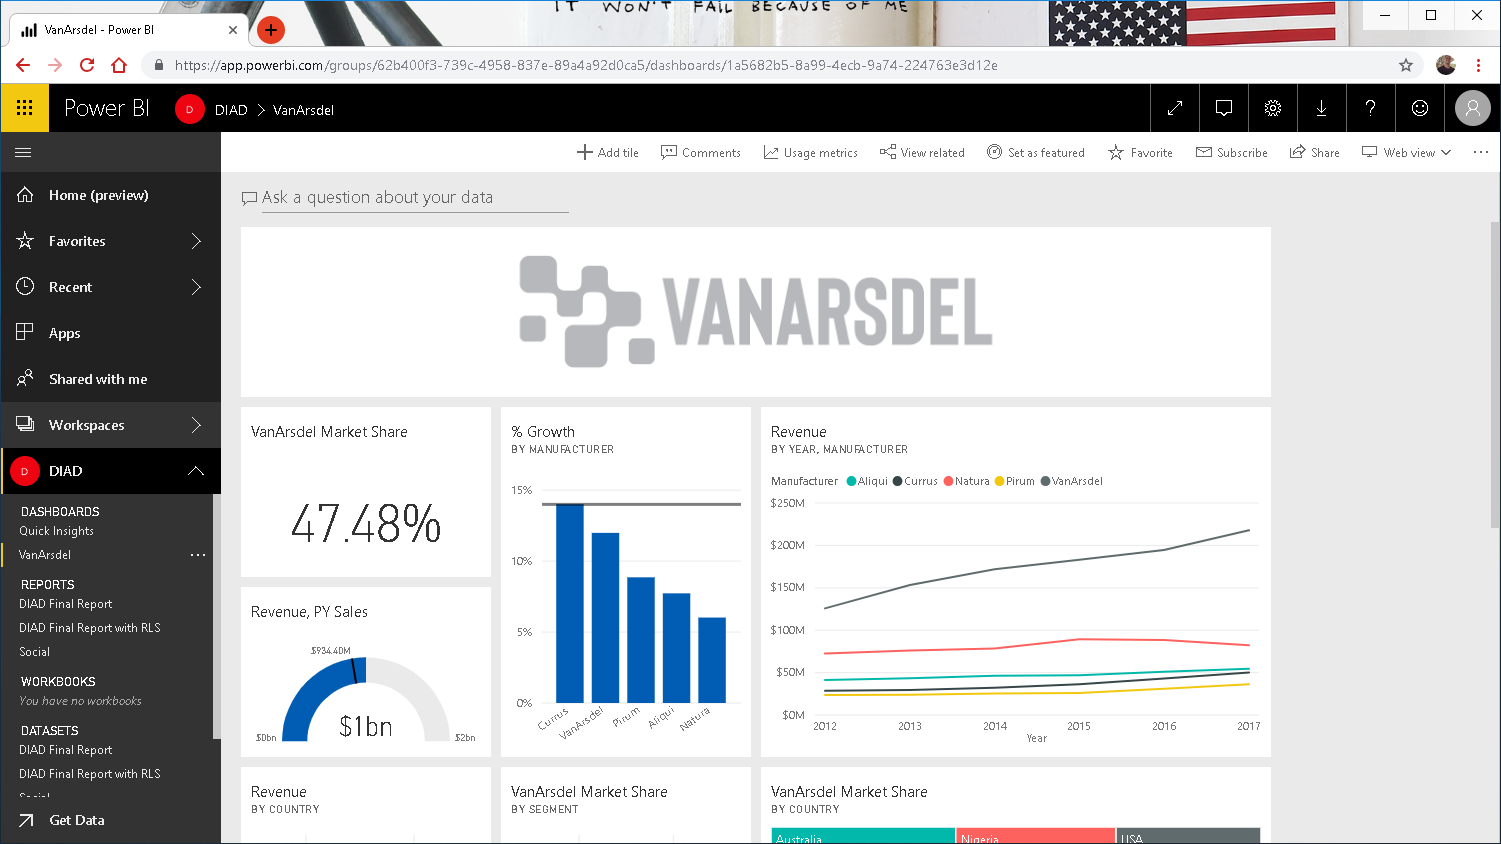 IT WON'T FAIL BECAUSE OF ME
VanArsdel - Power BI
https://app.powerbi.com/groups/62b400f3-739c-4958-837e-89a4a92d0ca5/dashboards/1a5682b5-8a99-4ecb-9a74-224763e3d12e
Power BI D DIAD > VanArsdel ?
Add tile Comments Usage metrics View related Set as featured Favorite Subscribe Share Web view ...
Home (preview)
Favorites
Recent
Apps
Shared with me
Workspaces
D DIAD
DASHBOARDS
Quick Insights
VanArsdel ...
REPORTS
DIAD Final Report
DIAD Final Report with RLS
Social
WORKBOOKS
You have no workbooks
DATASETS
DIAD Final Report
DIAD Final Report with RLS
Social
Get Data
Ask a question about your data
VANARSDEL
VanArsdel Market Share
47.48%
Revenue, PY Sales
$934.40M
$0bn
$1bn
$2bn
% Growth
BY MANUFACTURER
15%
10%
5%
0%
Currus
VanArsdel
Pirum
Aliqui
Natura
Revenue
BY YEAR, MANUFACTURER
Manufacturer Aliqui Currus Natura Pirum VanArsdel
$250M
$200M
$150M
$100M
$50M
$0M
2012 2013 2014 2015 2016 2017
Year
Revenue
BY COUNTRY
VanArsdel Market Share
BY SEGMENT
VanArsdel Market Share
BY COUNTRY
Australia Nigeria USA